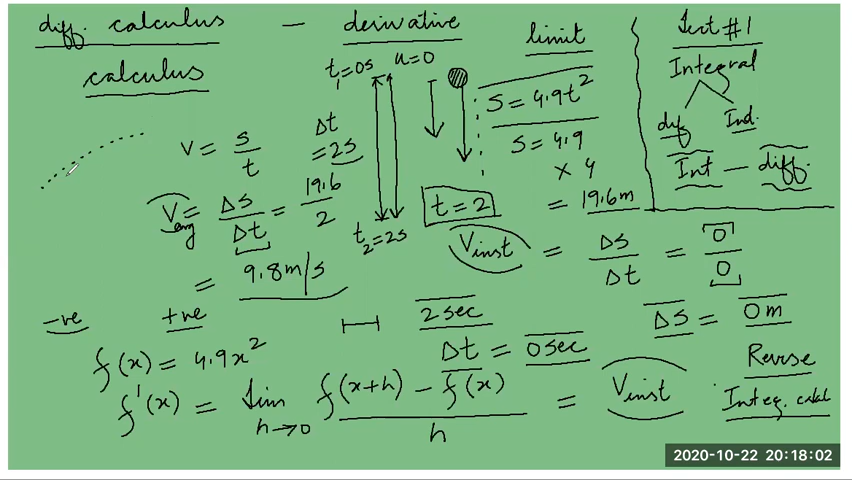 diff. calculus — derivative
calculus
limit
Test #1
Integral
def Ind.
Int — diff.
t₁=0s u=0
S = 4.9t²
S = 4.9
× 4
= 19.6m
V = s/t
Δt
= 2s
Vavg = Δs/Δt = 19.6/2
= 9.8m/s
t₂=2s
t = 2
Vinst = Δs/Δt = 0/0
-ve +ve
2sec
Δt = 0sec
Δs = 0m
f(x) = 4.9x²
f'(x) = lim h→0 f(x+h) - f(x) / h = Vinst
Revise
Integ. calcl
2020-10-22 20:18:02